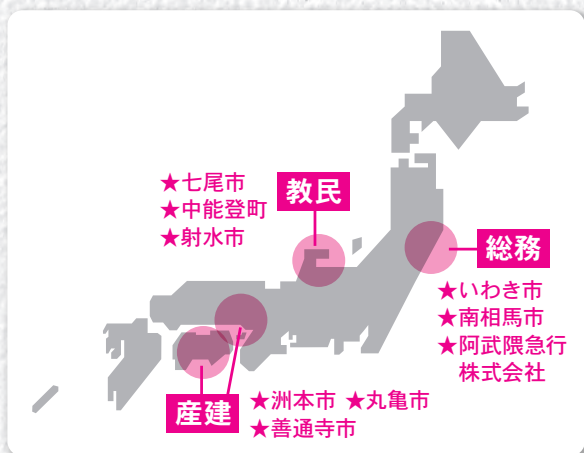 教民
★七尾市
★中能登町
★射水市
総務
★いわき市
★南相馬市
★阿武隈急行
株式会社
産建
★洲本市 ★丸亀市
★善通寺市